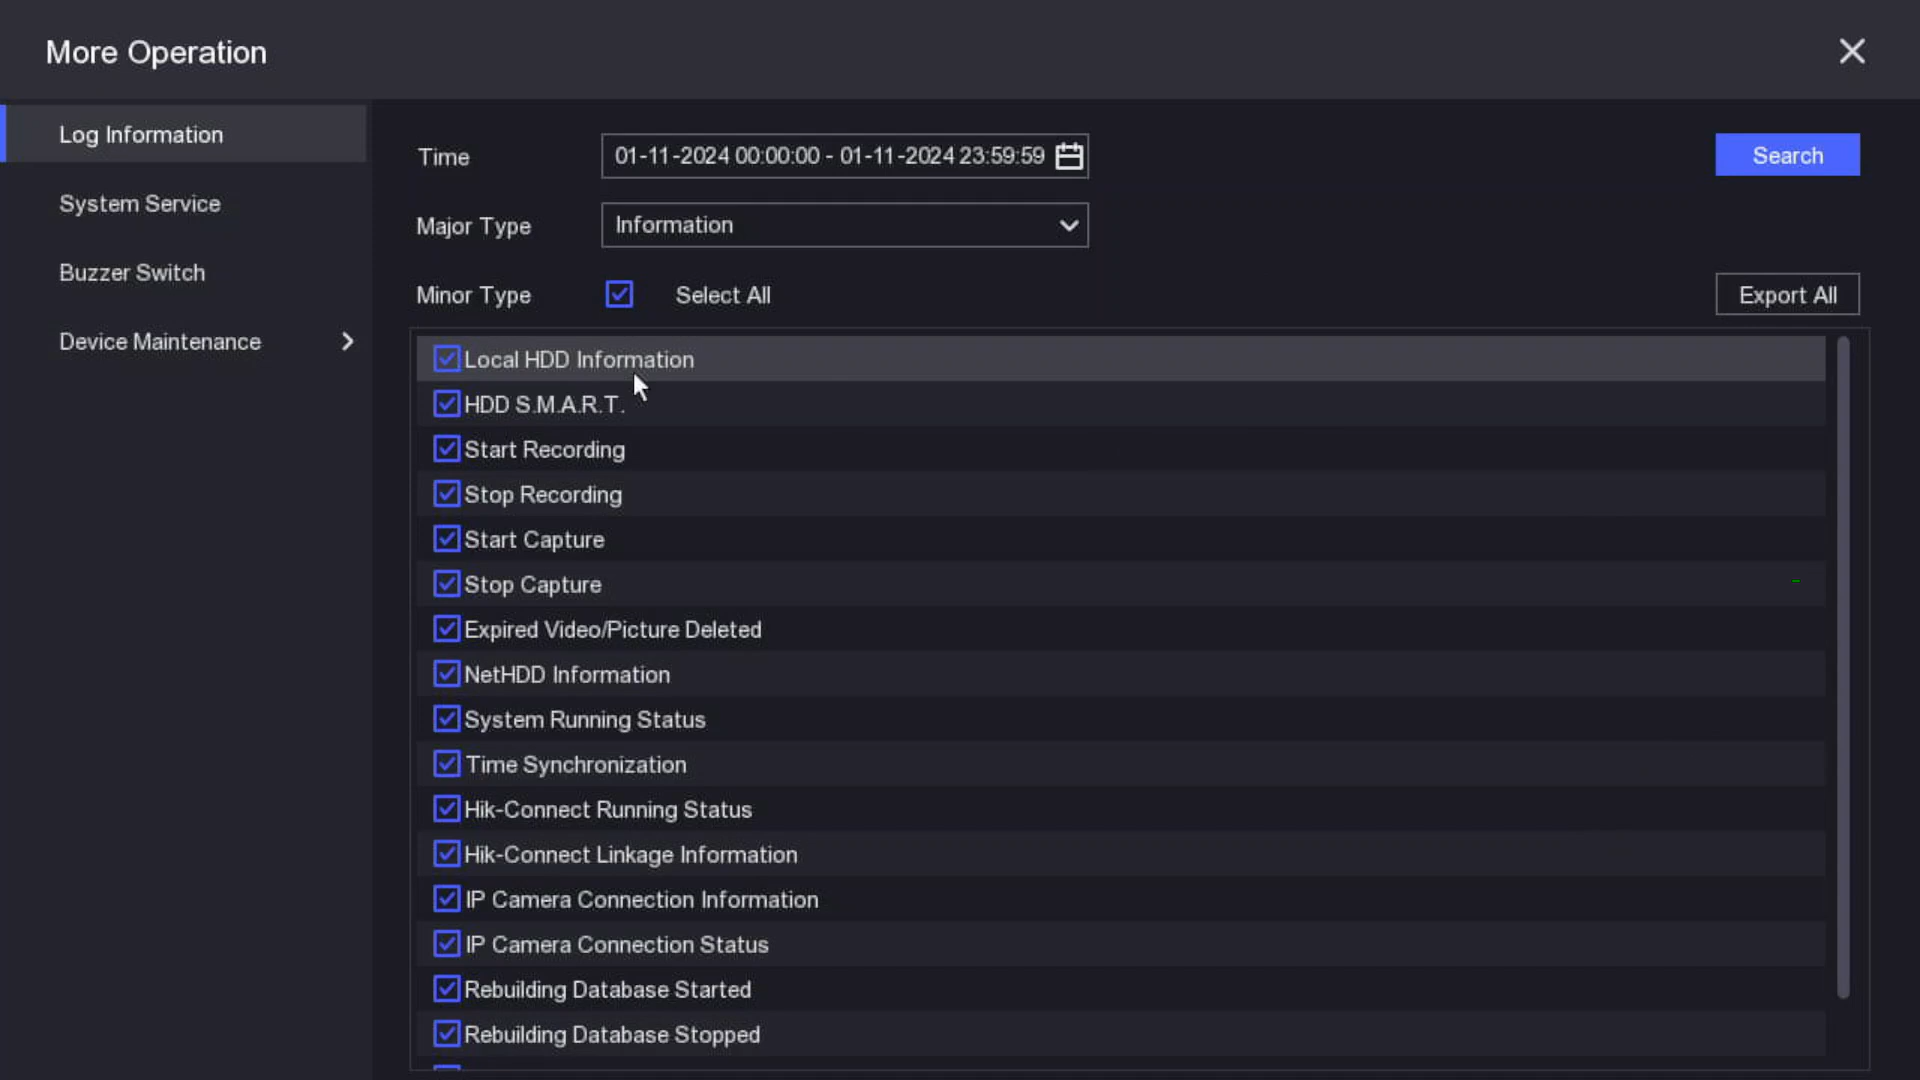 More Operation
Log Information
System Service
Buzzer Switch
Device Maintenance
Time 01-11-2024 00:00:00 - 01-11-2024 23:59:59 Search
Major Type Information
Minor Type Select All Export All
Local HDD Information
HDD S.M.A.R.T.
Start Recording
Stop Recording
Start Capture
Stop Capture
Expired Video/Picture Deleted
NetHDD Information
System Running Status
Time Synchronization
Hik-Connect Running Status
Hik-Connect Linkage Information
IP Camera Connection Information
IP Camera Connection Status
Rebuilding Database Started
Rebuilding Database Stopped